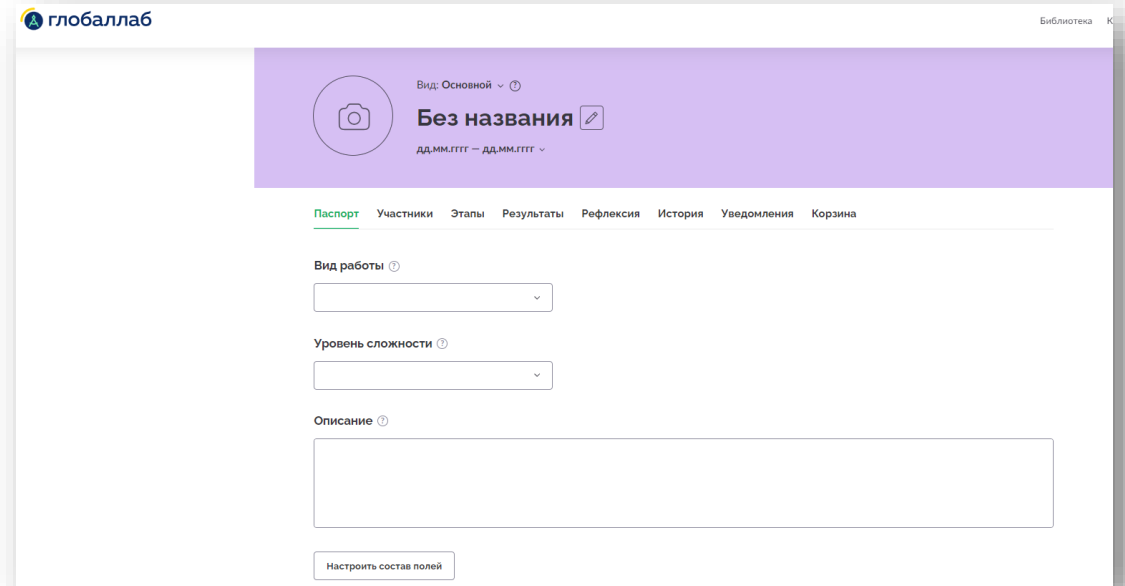 глобаллаб
Библиотека К
Вид: Основной
Без названия
дд.мм.гггг — дд.мм.гггг
Паспорт Участники Этапы Результаты Рефлексия История Уведомления Корзина
Вид работы
Уровень сложности
Описание
Настроить состав полей